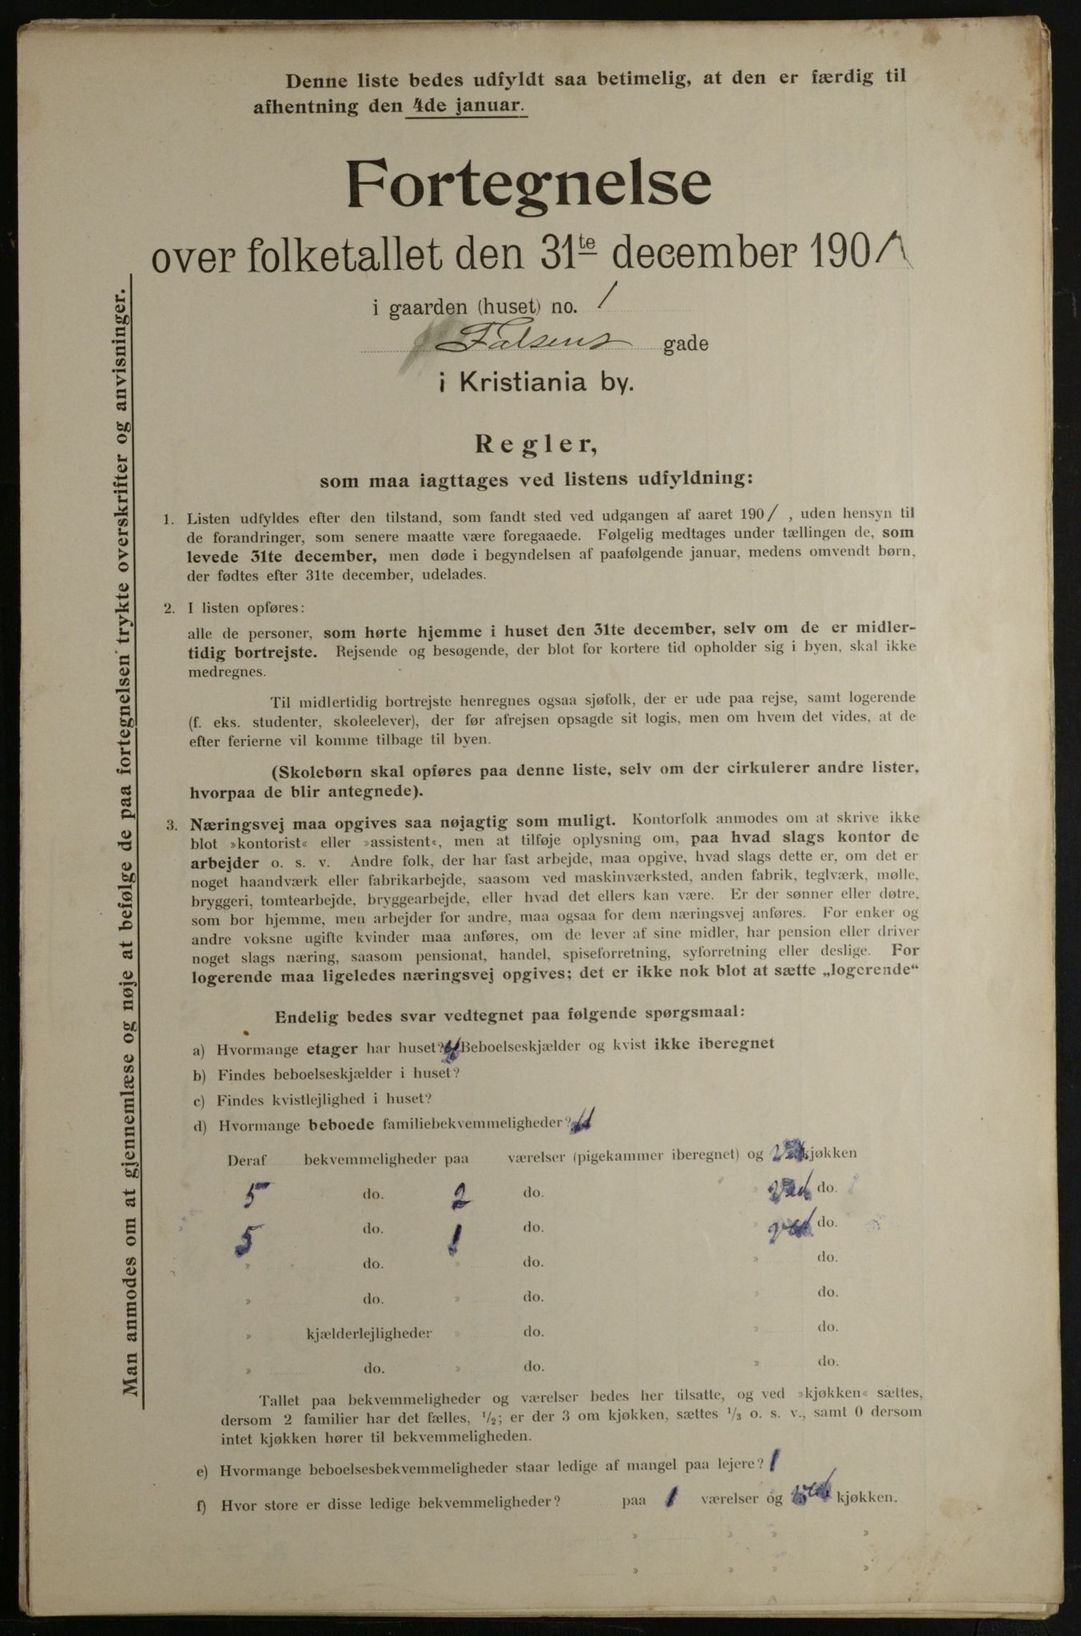 Denne liste bedes udfyldt saa betimelig, at den er færdig til
afhentning den 4de januar.
Fortegnelse
over folketallet den 31te december 1901
i gaarden (huset) no. 1
Falsens gade
i Kristiania by.
Regler,
som maa iagttages ved listens udfyldning:
1. Listen udfyldes efter den tilstand, som fandt sted ved udgangen af aaret 190/ , uden hensyn til
de forandringer, som senere maatte være foregaaede. Følgelig medtages under tællingen de, som
levede 31te december, men døde i begyndelsen af paafølgende januar, medens omvendt børn,
der fødtes efter 31te december, udelades.
2. I listen opføres:
alle de personer, som hørte hjemme i huset den 31te december, selv om de er midler-
tidig bortrejste. Rejsende og besøgende, der blot for kortere tid opholder sig i byen, skal ikke
medregnes.
Til midlertidig bortrejste henregnes ogsaa sjøfolk, der er ude paa rejse, samt logerende
(f. eks. studenter, skoleelever), der før afrejsen opsagde sit logis, men om hvem det vides, at de
efter ferierne vil komme tilbage til byen.
(Skolebørn skal opføres paa denne liste, selv om der cirkulerer andre lister,
hvorpaa de blir antegnede).
3. Næringsvej maa opgives saa nøjagtig som muligt. Kontorfolk anmodes om at skrive ikke
blot »kontorist« eller »assistent«, men at tilføje oplysning om, paa hvad slags kontor de
arbejder o. s. v. Andre folk, der har fast arbejde, maa opgive, hvad slags dette er, om det er
noget haandværk eller fabrikarbejde, saasom ved maskinværksted, anden fabrik, teglværk, mølle,
bryggeri, tomtearbejde, bryggearbejde, eller hvad det ellers kan være. Er der sønner eller døtre,
som bor hjemme, men arbejder for andre, maa ogsaa for dem næringsvej anføres. For enker og
andre voksne ugifte kvinder maa anføres, om de lever af sine midler, har pension eller driver
noget slags næring, saasom pensionat, handel, spiseforretning, syforretning eller deslige. For
logerende maa ligeledes næringsvej opgives; det er ikke nok blot at sætte „logerende“
Endelig bedes svar vedtegnet paa følgende spørgsmaal:
a) Hvormange etager har huset? Beboelseskjælder og kvist ikke iberegnet
b) Findes beboelseskjælder i huset?
c) Findes kvistlejlighed i huset?
d) Hvormange beboede familiebekvemmeligheder? 11
Deraf bekvemmeligheder paa værelser (pigekammer iberegnet) og kjøkken
5 do. 2 do. ved do.
5 do. 1 do. ved do.
» do. » do. » do.
» do. » do. » do.
» kjælderlejligheder » do. » do.
» do. » do. » do.
Tallet paa bekvemmeligheder og værelser bedes her tilsatte, og ved »kjøkken« sættes,
dersom 2 familier har det fælles, 1/2; er der 3 om kjøkken, sættes 1/3 o. s. v., samt 0 dersom
intet kjøkken hører til bekvemmeligheden.
e) Hvormange beboelsesbekvemmeligheder staar ledige af mangel paa lejere? 1
f) Hvor store er disse ledige bekvemmeligheder? paa 1 værelser og ved kjøkken.
» » »
» » »
Man anmodes om at gjennemlæse og nøje at befølge de paa fortegnelsen trykte overskrifter og anvisninger.